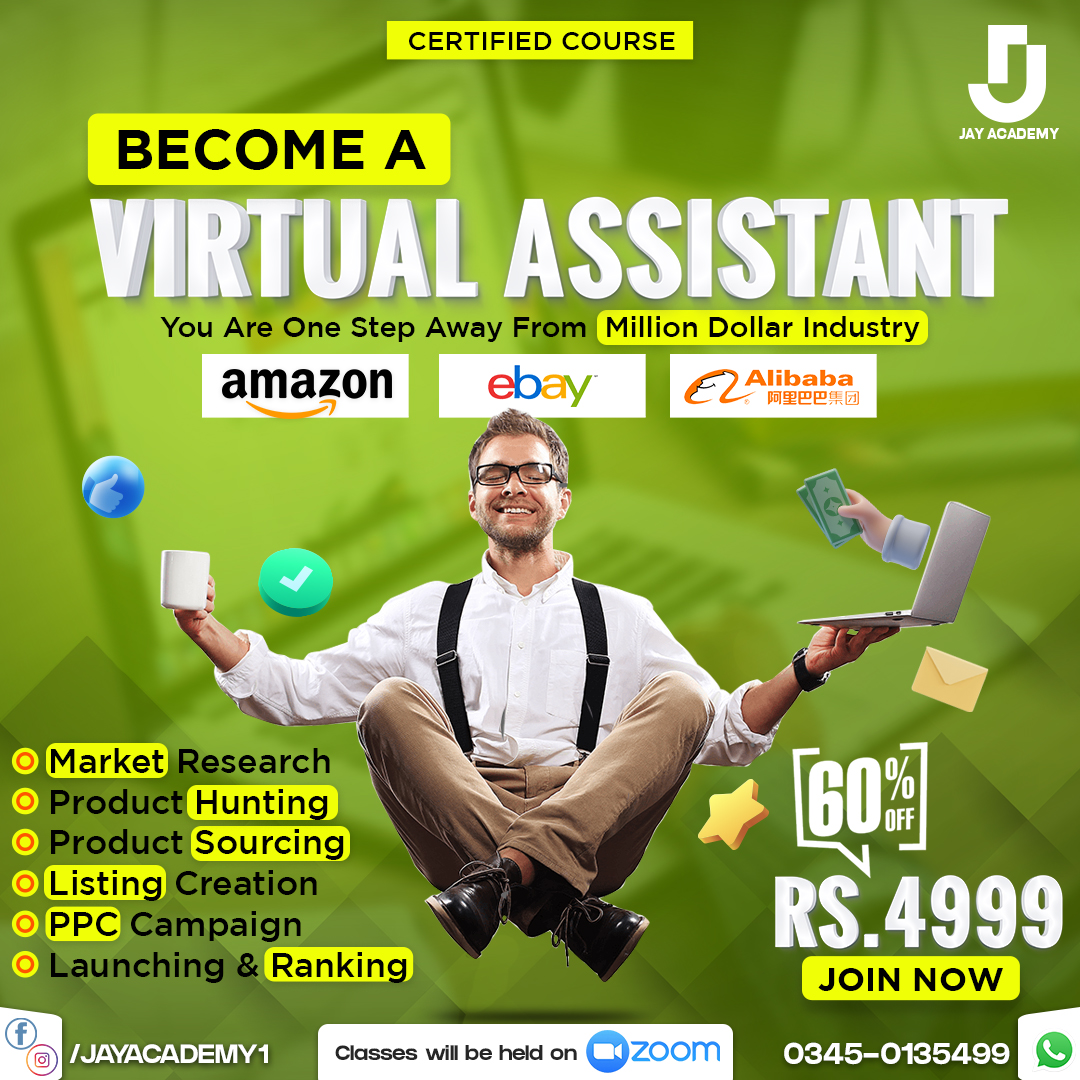 CERTIFIED COURSE
JAY ACADEMY
BECOME A
VIRTUAL ASSISTANT
You Are One Step Away From Million Dollar Industry
amazon
ebay™
Alibaba
®
阿里巴巴集团
Market Research
Product Hunting
Product Sourcing
Listing Creation
PPC Campaign
Launching & Ranking
60% OFF
RS.4999
JOIN NOW
/JAYACADEMY1
Classes will be held on zoom
0345-0135499